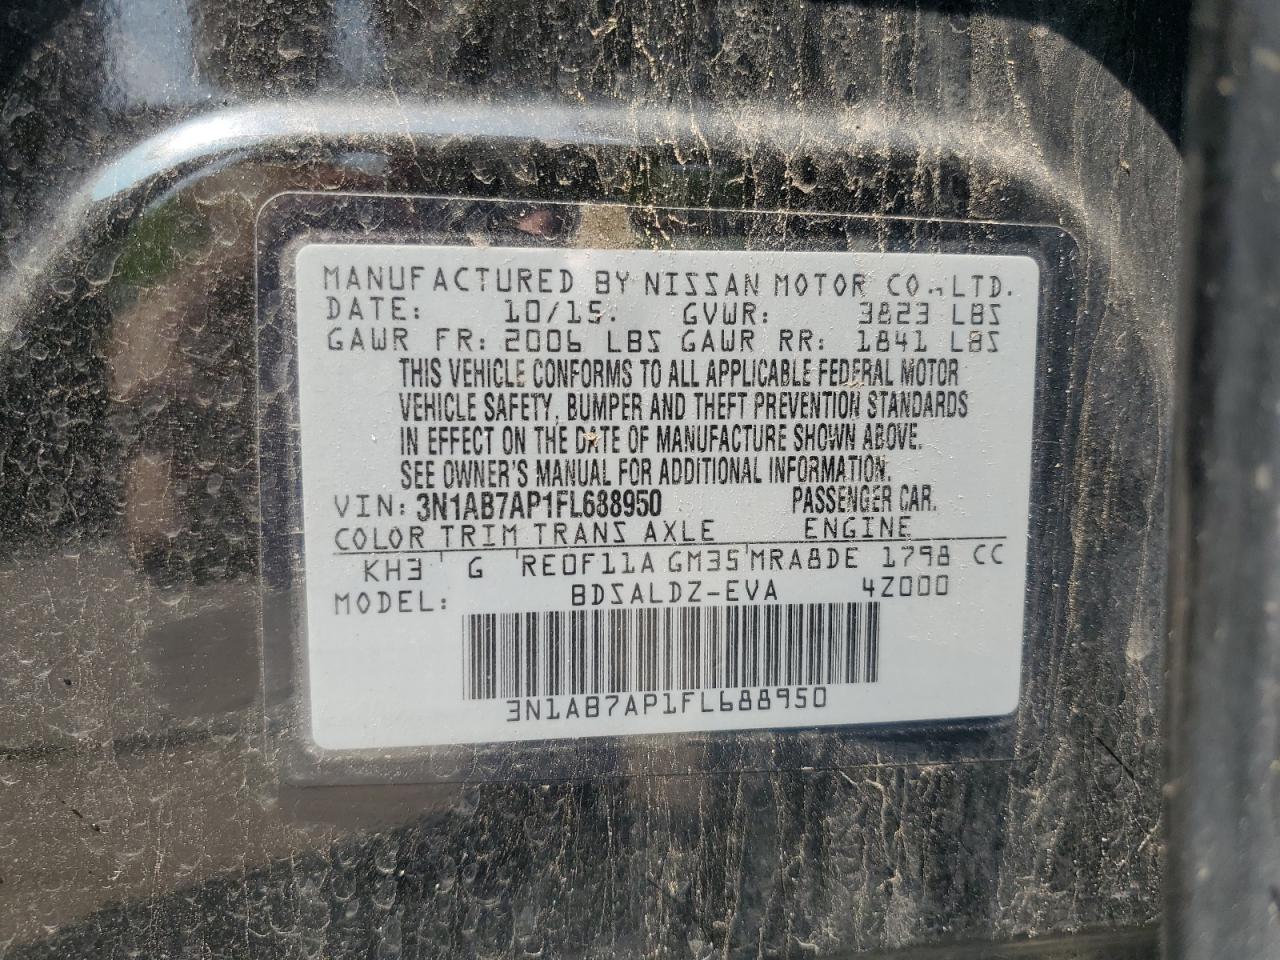 MANUFACTURED BY NISSAN MOTOR CO., LTD.
DATE: 10/15. GVWR: 3823 LBS
GAWR FR: 2006 LBS GAWR RR: 1841 LBS
THIS VEHICLE CONFORMS TO ALL APPLICABLE FEDERAL MOTOR
VEHICLE SAFETY, BUMPER AND THEFT PREVENTION STANDARDS
IN EFFECT ON THE DATE OF MANUFACTURE SHOWN ABOVE.
SEE OWNER'S MANUAL FOR ADDITIONAL INFORMATION.
VIN: 3N1AB7AP1FL688950 PASSENGER CAR.
COLOR TRIM TRANS AXLE ENGINE
KH3 G RE0F11A GM35 MRA8DE 1798 CC
MODEL: BDSALDZ-EVA 4Z000
3N1AB7AP1FL688950